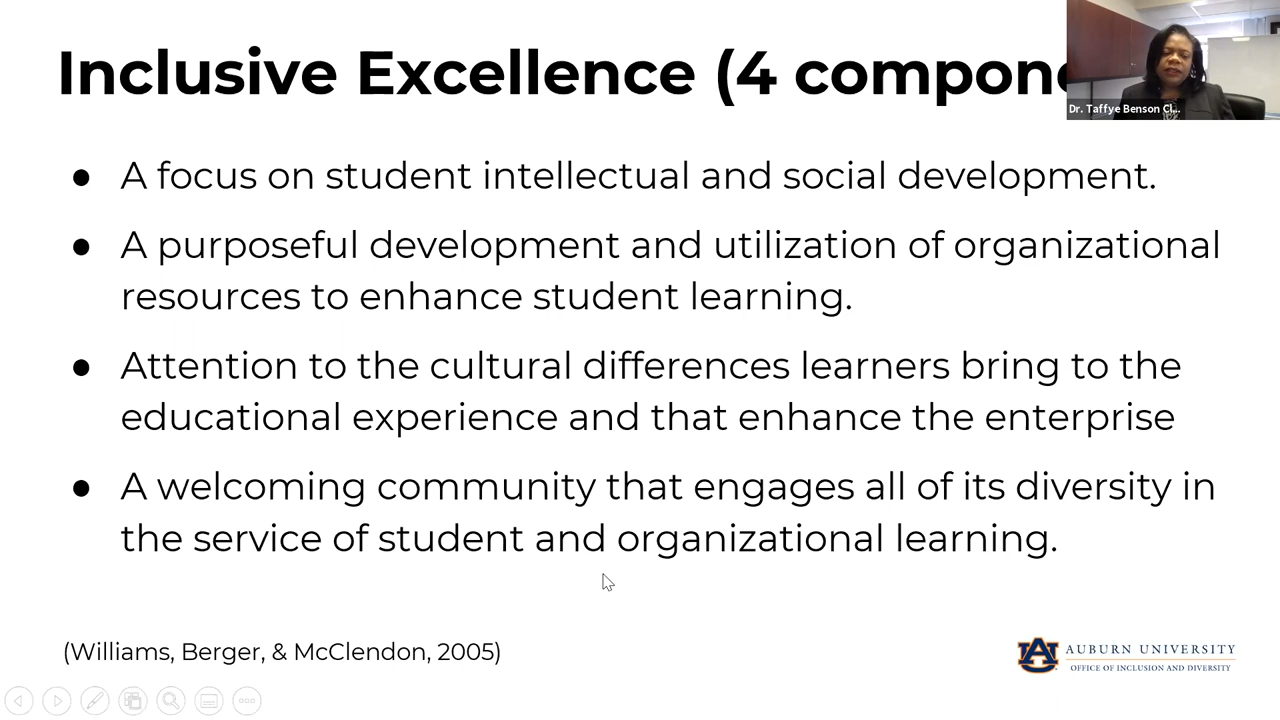 Inclusive Excellence (4 compone
Dr. Taffye Benson Cl...
● A focus on student intellectual and social development.
● A purposeful development and utilization of organizational
resources to enhance student learning.
● Attention to the cultural differences learners bring to the
educational experience and that enhance the enterprise
● A welcoming community that engages all of its diversity in
the service of student and organizational learning.
(Williams, Berger, & McClendon, 2005)
AUBURN UNIVERSITY
OFFICE OF INCLUSION AND DIVERSITY